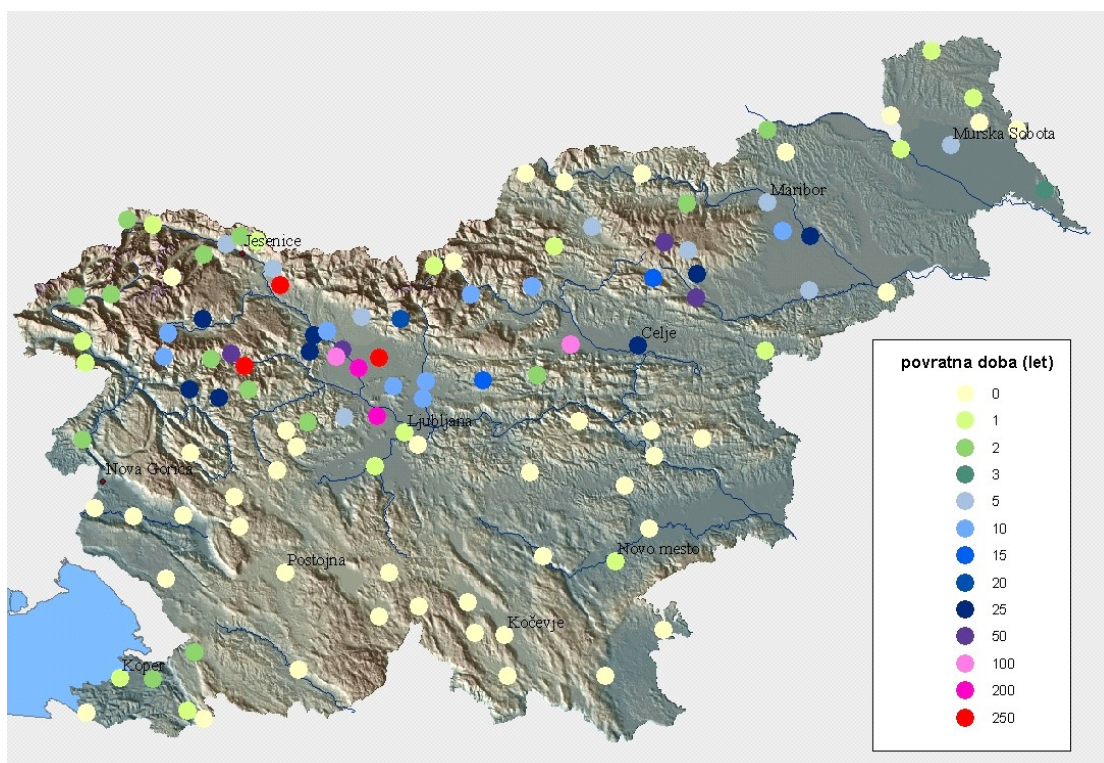 Murska Sobota
Maribor
Jesenice
Celje
Ljubljana
Nova Gorica
Novo mesto
Postojna
Kočevje
Koper
povratna doba (let)
0
1
2
3
5
10
15
20
25
50
100
200
250